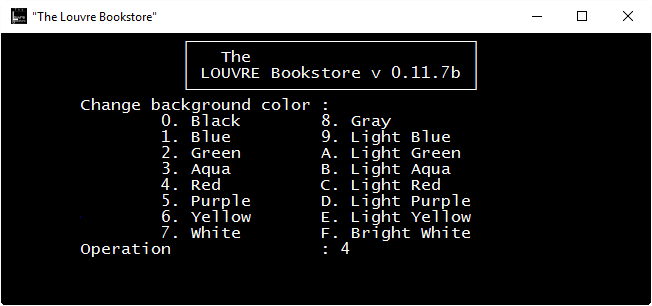 "The Louvre Bookstore"
The
LOUVRE Bookstore v 0.11.7b
Change background color :
0. Black 8. Gray
1. Blue 9. Light Blue
2. Green A. Light Green
3. Aqua B. Light Aqua
4. Red C. Light Red
5. Purple D. Light Purple
6. Yellow E. Light Yellow
7. White F. Bright White
Operation : 4